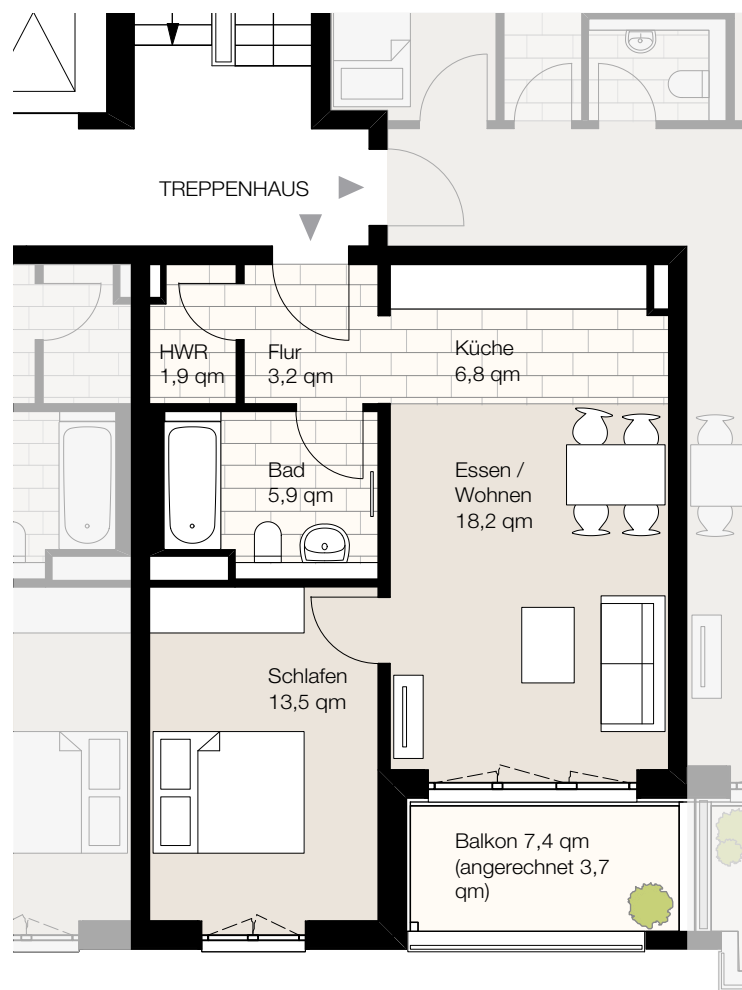 TREPPENHAUS
HWR
1,9 qm
Flur
3,2 qm
Küche
6,8 qm
Bad
5,9 qm
Essen /
Wohnen
18,2 qm
Schlafen
13,5 qm
Balkon 7,4 qm
(angerechnet 3,7
qm)